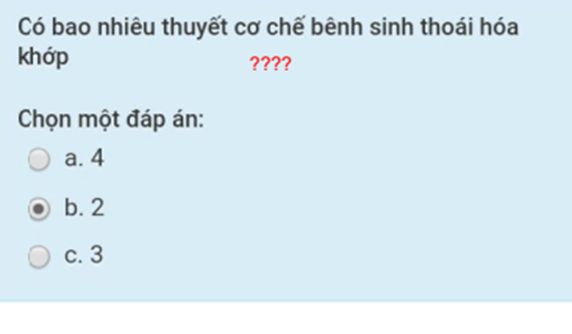 Có bao nhiêu thuyết cơ chế bênh sinh thoái hóa
khớp
????
Chọn một đáp án:
a. 4
b. 2
c. 3